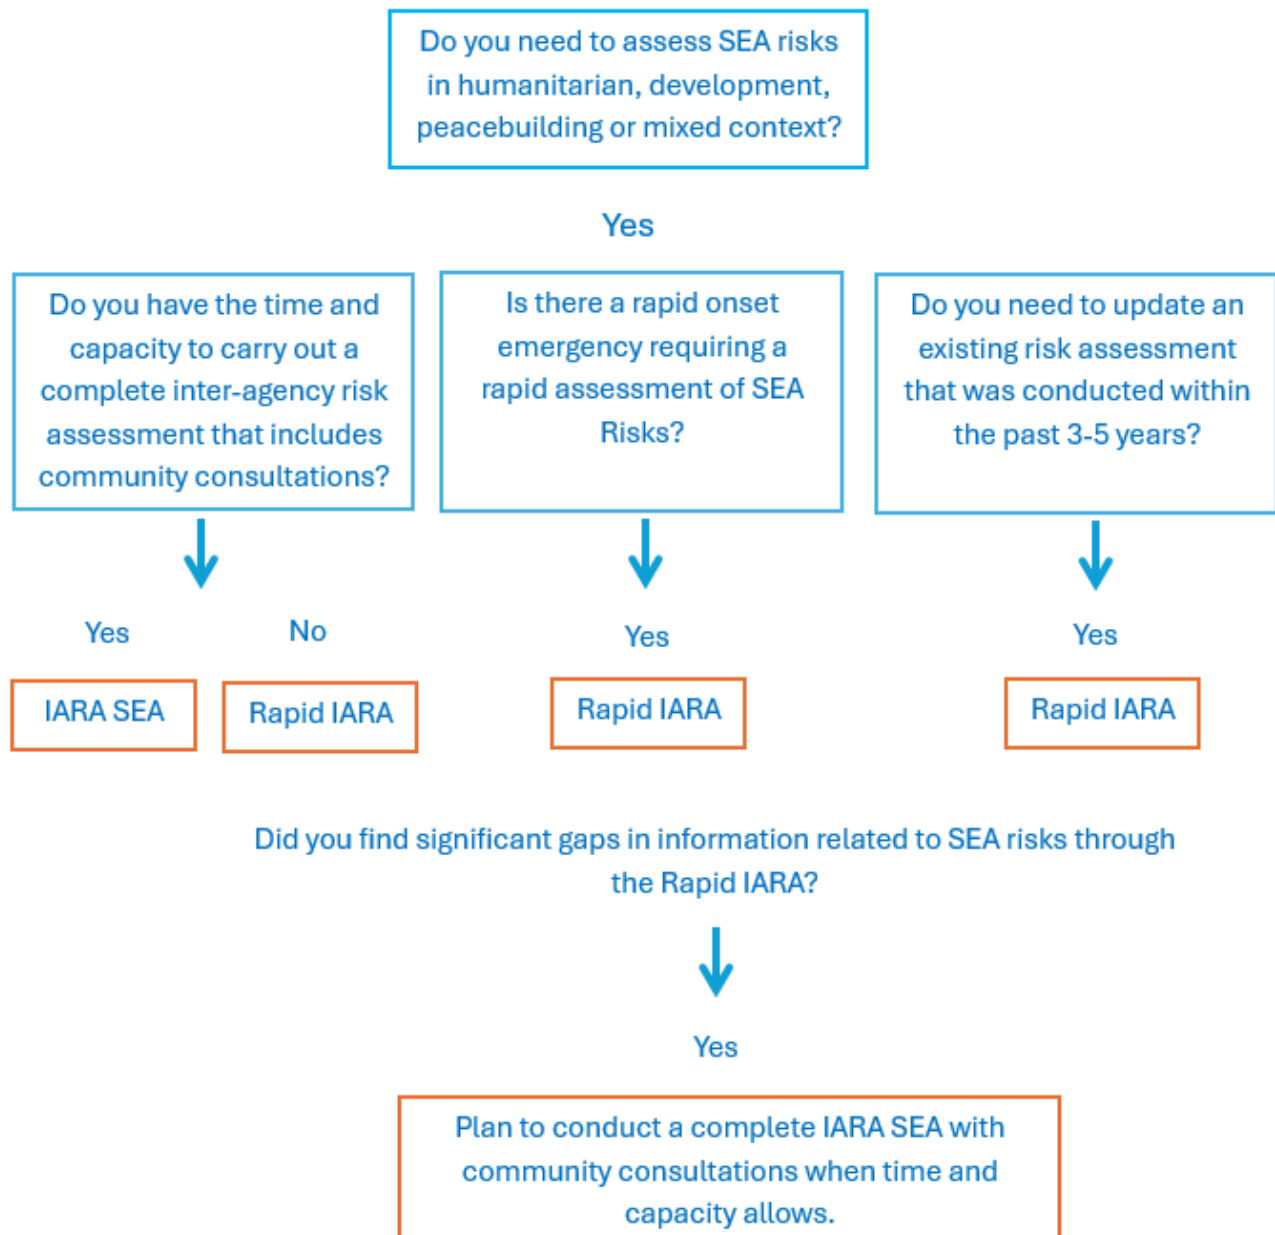 Do you need to assess SEA risks
in humanitarian, development,
peacebuilding or mixed context?
Yes
Do you have the time and
capacity to carry out a
complete inter-agency risk
assessment that includes
community consultations?
Is there a rapid onset
emergency requiring a
rapid assessment of SEA
Risks?
Do you need to update an
existing risk assessment
that was conducted within
the past 3-5 years?
Yes
No
Yes
Yes
IARA SEA
Rapid IARA
Rapid IARA
Rapid IARA
Did you find significant gaps in information related to SEA risks through
the Rapid IARA?
Yes
Plan to conduct a complete IARA SEA with
community consultations when time and
capacity allows.